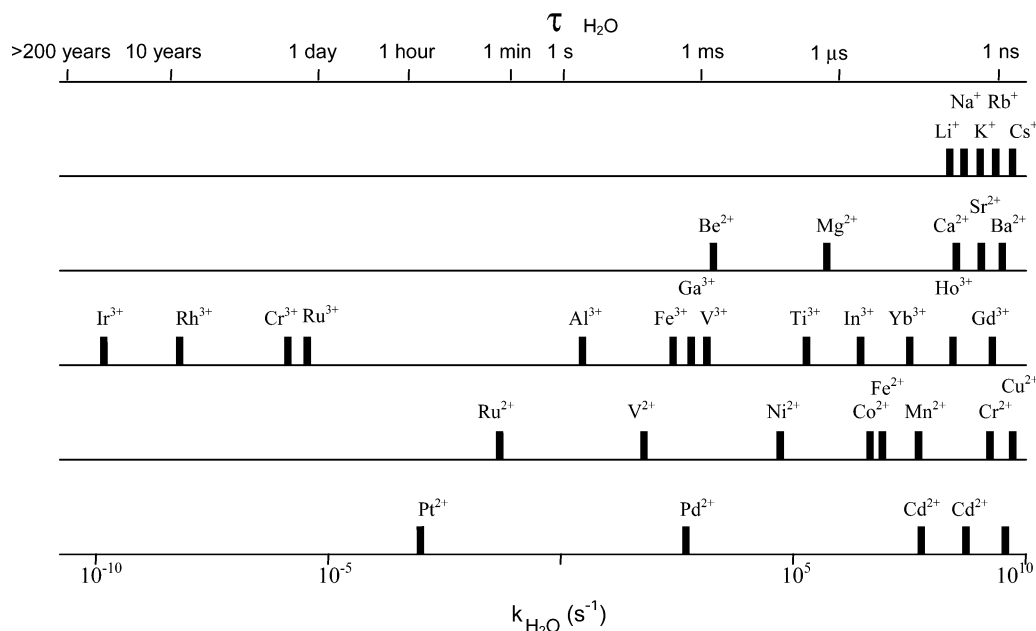 τ H₂O
>200 years 10 years 1 day 1 hour 1 min 1 s 1 ms 1 μs 1 ns
Na⁺ Rb⁺
Li⁺ K⁺ Cs⁺
Sr²⁺
Be²⁺ Mg²⁺ Ca²⁺ Ba²⁺
Ga³⁺ Ho³⁺
Ir³⁺ Rh³⁺ Cr³⁺ Ru³⁺ Al³⁺ Fe³⁺ V³⁺ Ti³⁺ In³⁺ Yb³⁺ Gd³⁺
Fe²⁺ Cu²⁺
Ru²⁺ V²⁺ Ni²⁺ Co²⁺ Mn²⁺ Cr²⁺
Pt²⁺ Pd²⁺ Cd²⁺ Cd²⁺
10⁻¹⁰ 10⁻⁵ 10⁵ 10¹⁰
k H₂O (s⁻¹)